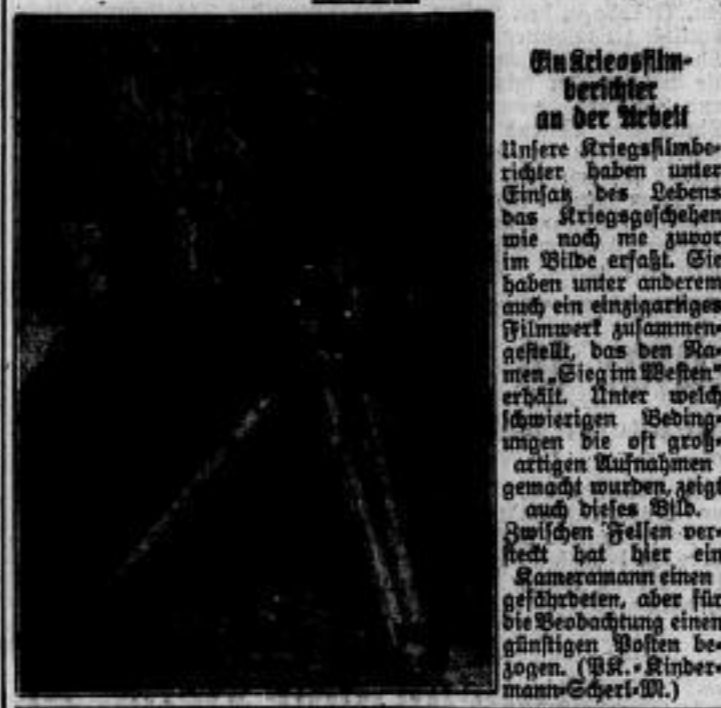 Ein Kriegsfilm-
berichter
an der Arbeit
Unsere Kriegsfilmbe-
richter haben unter
Einsatz des Lebens
das Kriegsgeschehen
wie noch nie zuvor
im Bilde erfaßt. Sie
haben unter anderem
auch ein einzigartiges
Filmwerk zusammen-
gestellt, das den Na-
men „Sieg im Westen“
erhält. Unter welch
schwierigen Beding-
ungen die oft groß-
artigen Aufnahmen
gemacht wurden, zeigt
auch dieses Bild.
Zwischen Felsen ver-
steckt hat hier ein
Kameramann einen
gefährdeten, aber für
die Beobachtung einen
günstigen Posten be-
zogen. (PK.-Kinder-
mann-Scherl-M.)